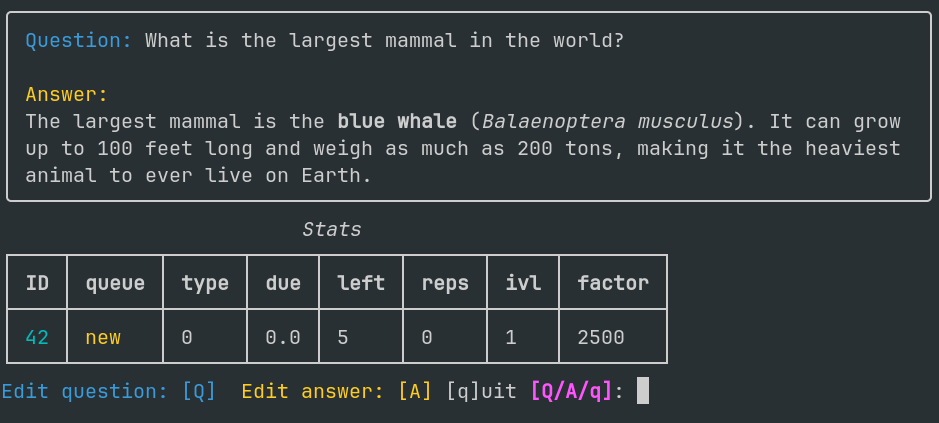 Question: What is the largest mammal in the world?
Answer:
The largest mammal is the blue whale (Balaenoptera musculus). It can grow
up to 100 feet long and weigh as much as 200 tons, making it the heaviest
animal to ever live on Earth.
Stats
ID queue type due left reps ivl factor
42 new 0 0.0 5 0 1 2500
Edit question: [Q] Edit answer: [A] [q]uit [Q/A/q]: